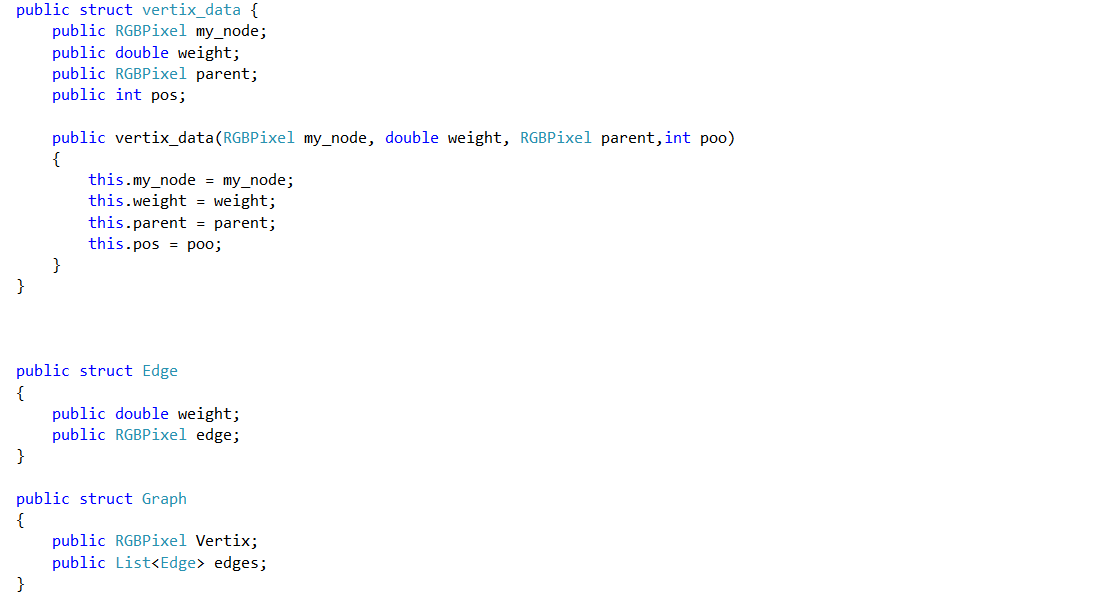 public struct vertix_data {
    public RGBPixel my_node;
    public double weight;
    public RGBPixel parent;
    public int pos;

    public vertix_data(RGBPixel my_node, double weight, RGBPixel parent,int poo)
    {
        this.my_node = my_node;
        this.weight = weight;
        this.parent = parent;
        this.pos = poo;
    }
}

public struct Edge
{
    public double weight;
    public RGBPixel edge;
}

public struct Graph
{
    public RGBPixel Vertix;
    public List<Edge> edges;
}